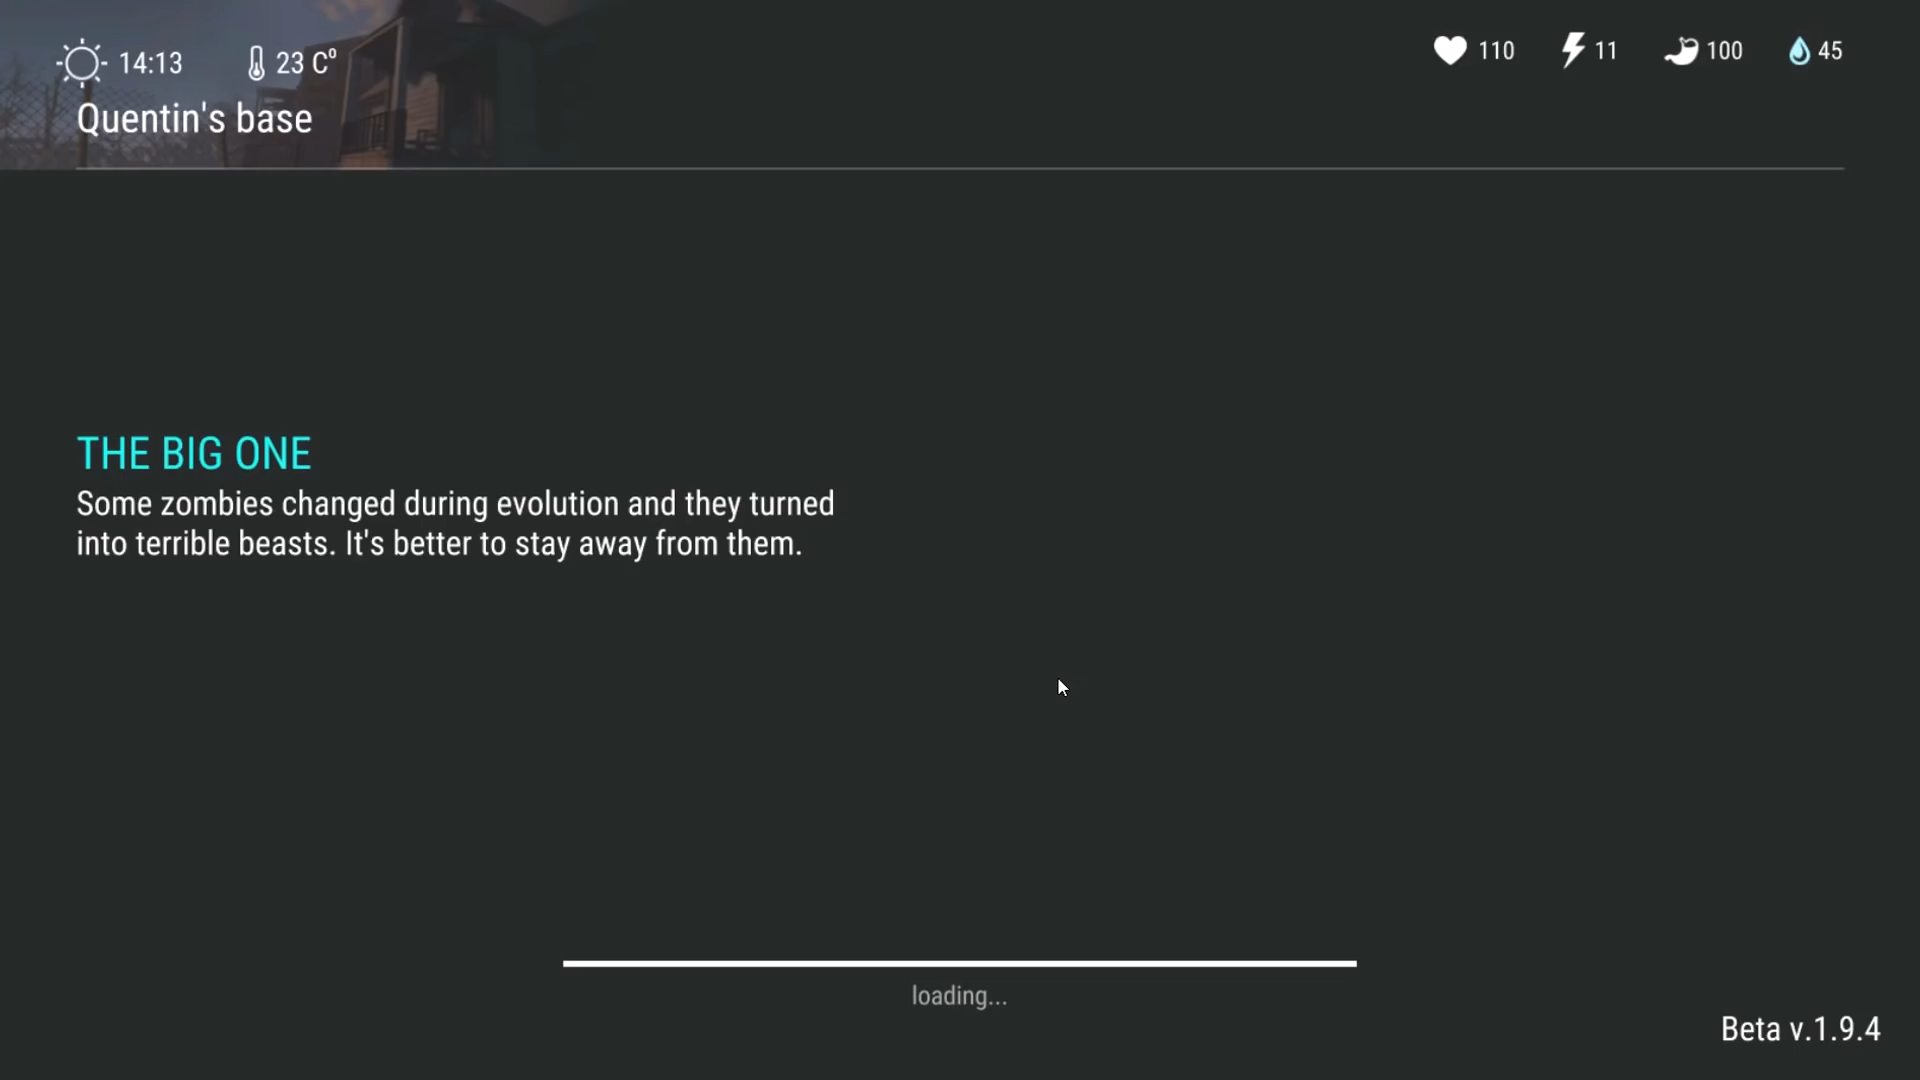 14:13 23 C⁰ 110 11 100 45
Quentin's base
THE BIG ONE
Some zombies changed during evolution and they turned
into terrible beasts. It's better to stay away from them.
loading...
Beta v.1.9.4